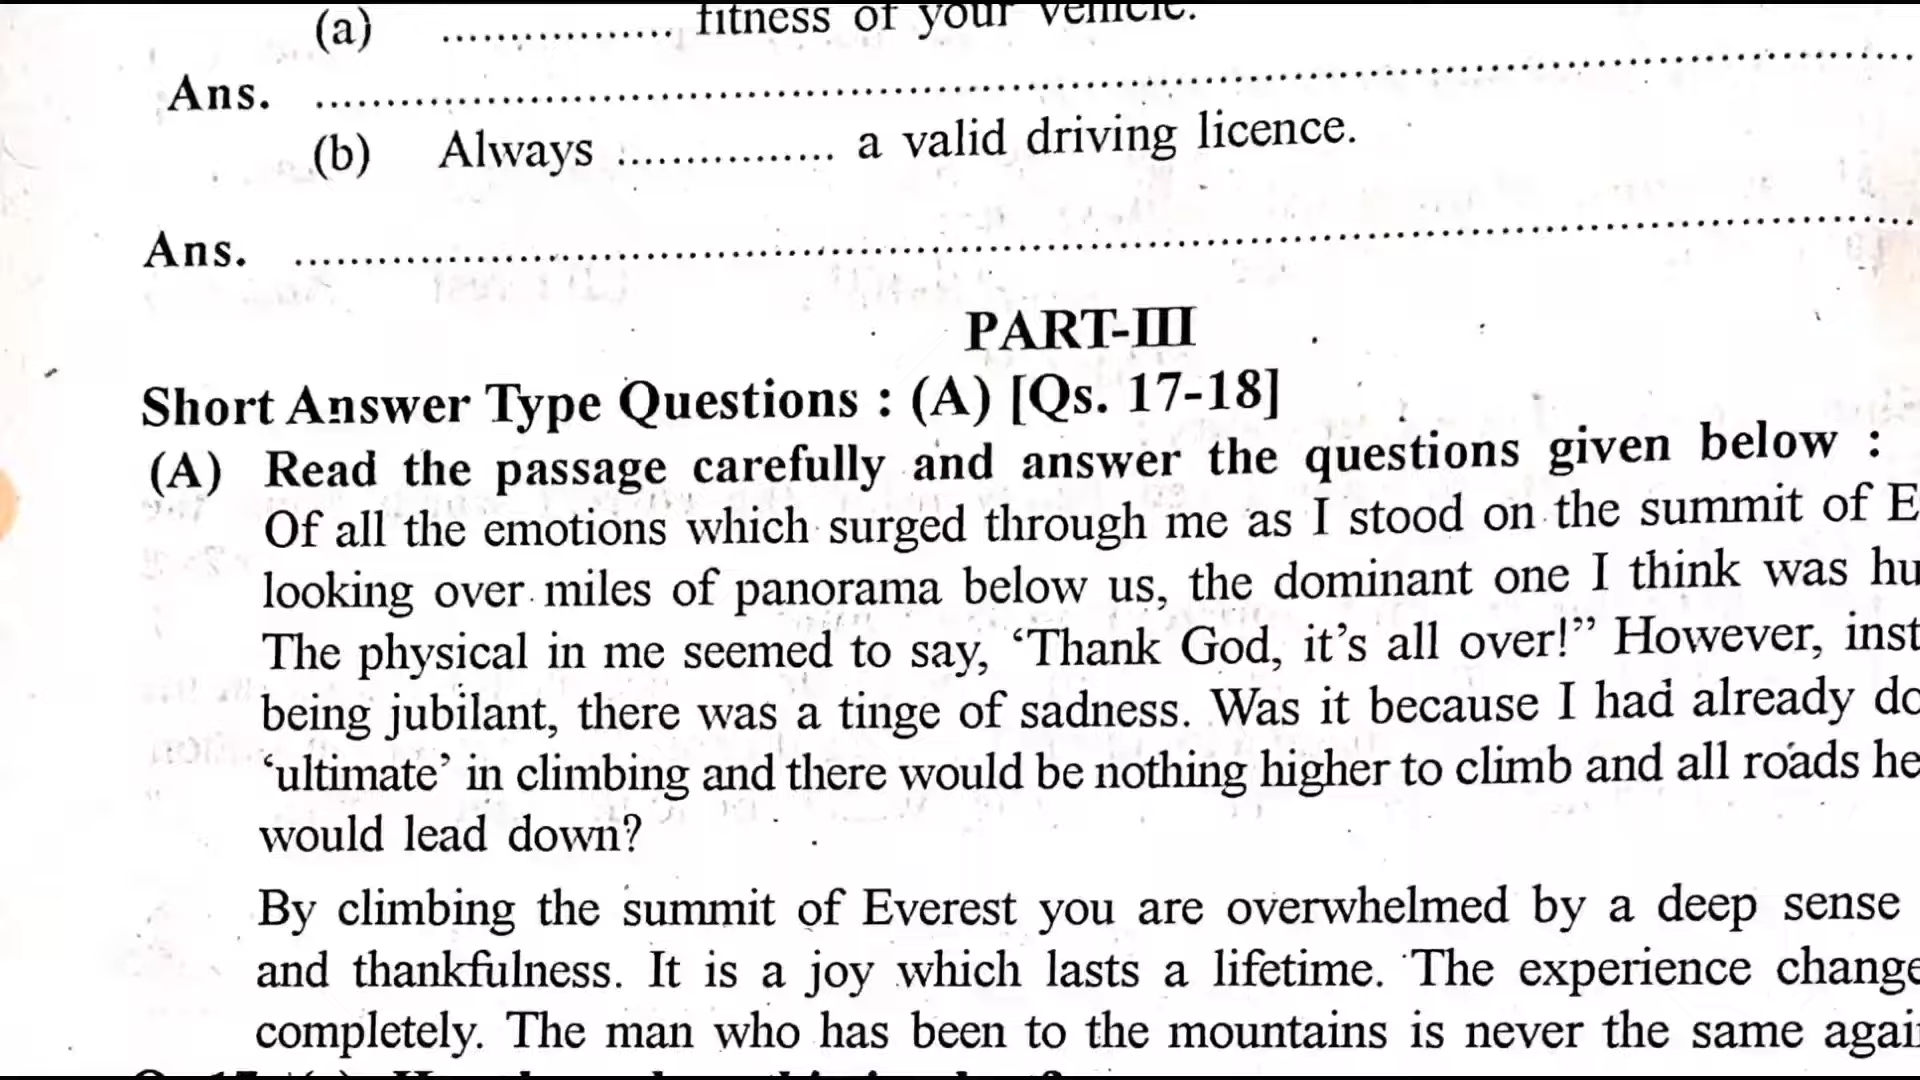 (a) ................. fitness of your vehicle.
Ans. ................................................................
(b) Always ................ a valid driving licence.
Ans. ................................................................
PART-III
Short Answer Type Questions : (A) [Qs. 17-18]
(A) Read the passage carefully and answer the questions given below :
Of all the emotions which surged through me as I stood on the summit of E
looking over miles of panorama below us, the dominant one I think was hu
The physical in me seemed to say, ‘Thank God, it’s all over!” However, inst
being jubilant, there was a tinge of sadness. Was it because I had already do
‘ultimate’ in climbing and there would be nothing higher to climb and all roads he
would lead down?
By climbing the summit of Everest you are overwhelmed by a deep sense
and thankfulness. It is a joy which lasts a lifetime. The experience change
completely. The man who has been to the mountains is never the same agai